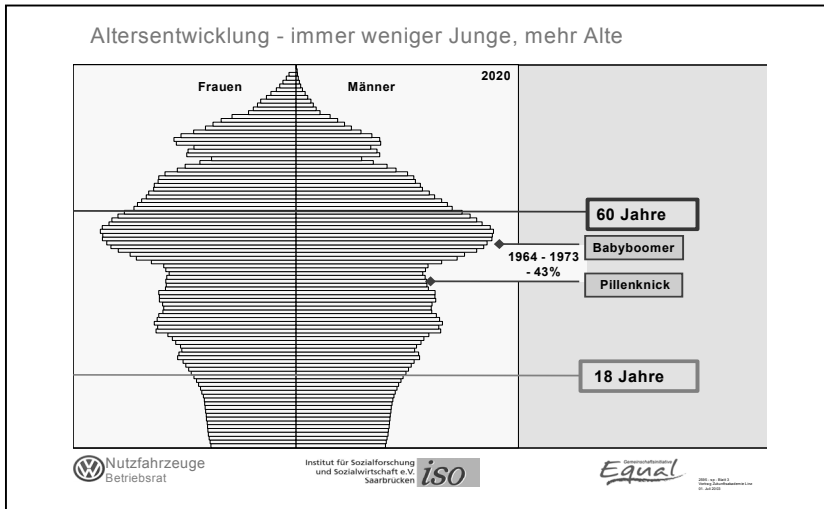 Altersentwicklung - immer weniger Junge, mehr Alte
2020
Frauen
Männer
60 Jahre
Babyboomer
1964 - 1973
- 43%
Pillenknick
18 Jahre
Nutzfahrzeuge
Betriebsrat
Institut für Sozialforschung
und Sozialwirtschaft e.V.
Saarbrücken
iso
Gemeinschaftsinitiative
Equal